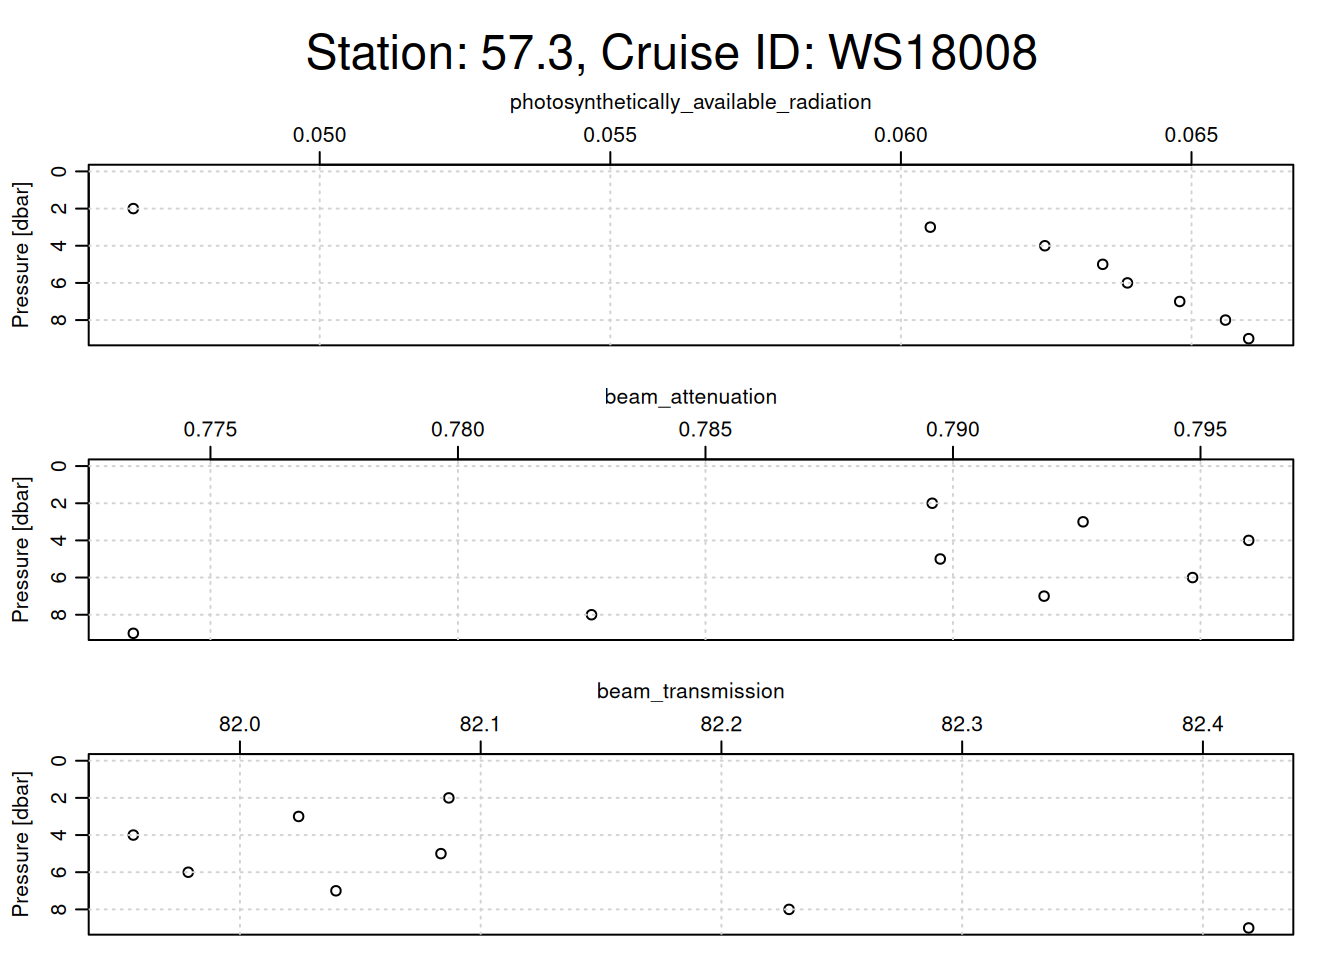 Station: 57.3, Cruise ID: WS18008
photosynthetically_available_radiation
0.050 0.055 0.060 0.065
Pressure [dbar]
0
2
4
6
8
beam_attenuation
0.775 0.780 0.785 0.790 0.795
Pressure [dbar]
0
2
4
6
8
beam_transmission
82.0 82.1 82.2 82.3 82.4
Pressure [dbar]
0
2
4
6
8